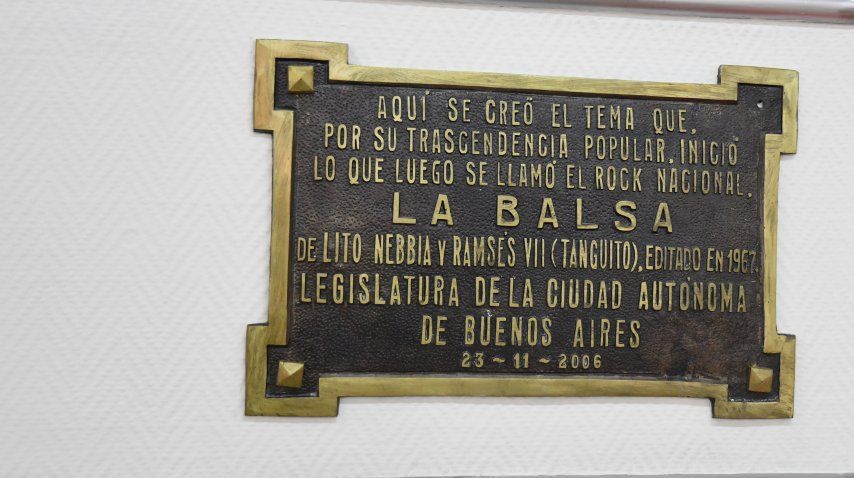 AQUÍ SE CREÓ EL TEMA QUE,
POR SU TRASCENDENCIA POPULAR, INICIÓ
LO QUE LUEGO SE LLAMÓ EL ROCK NACIONAL,
LA BALSA
DE LITO NEBBIA Y RAMSÉS VII (TANGUITO), EDITADO EN 1967.
LEGISLATURA DE LA CIUDAD AUTÓNOMA
DE BUENOS AIRES
23 ~ 11 ~ 2006